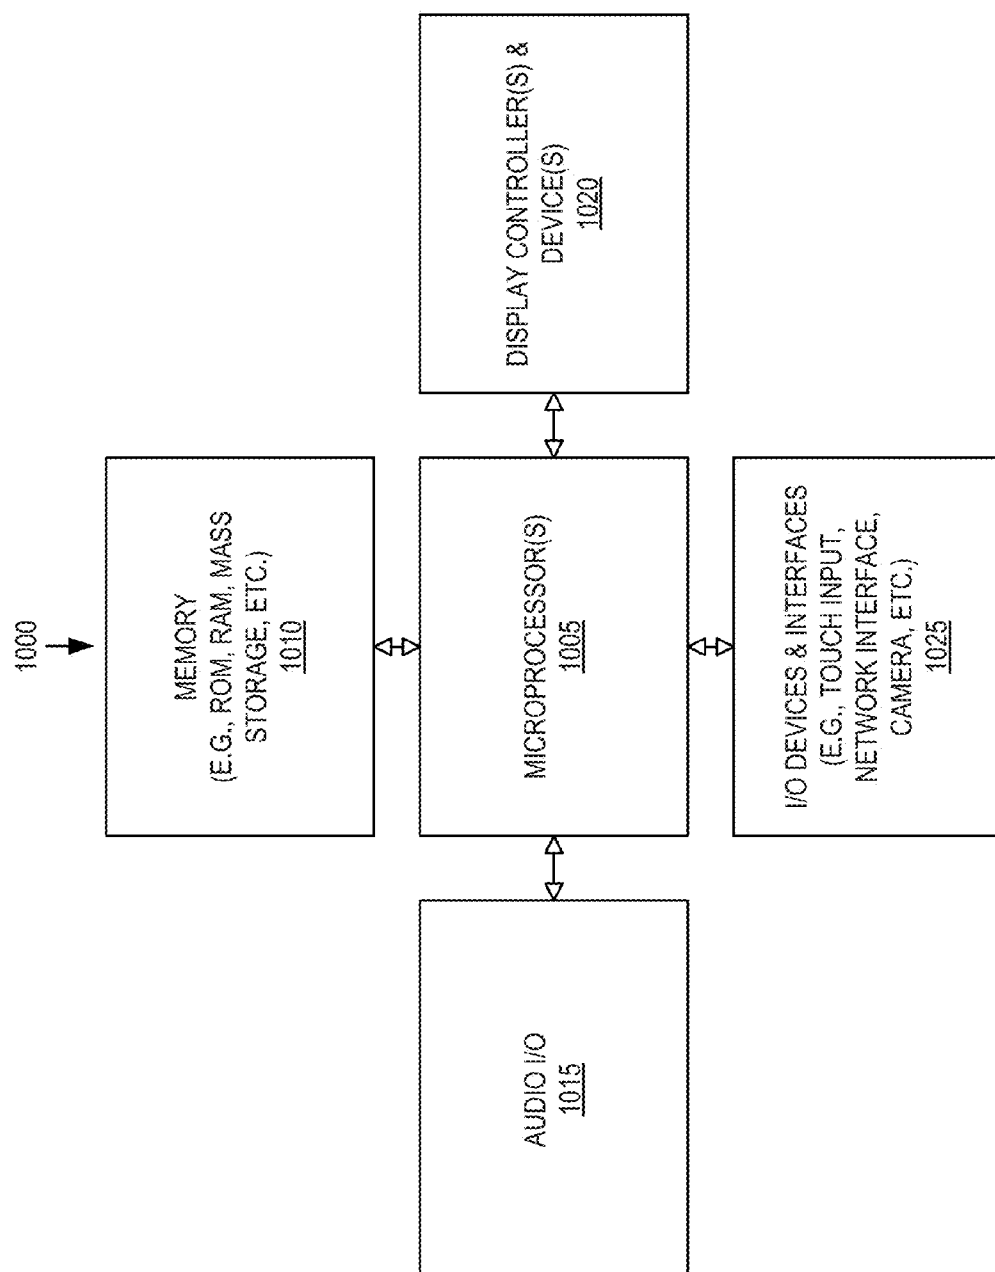 1000
MEMORY
(E.G., ROM, RAM, MASS
STORAGE, ETC.)
1010
AUDIO I/O
1015
MICROPROCESSOR(S)
1005
DISPLAY CONTROLLER(S) &
DEVICE(S)
1020
I/O DEVICES & INTERFACES
(E.G., TOUCH INPUT,
NETWORK INTERFACE,
CAMERA, ETC.)
1025